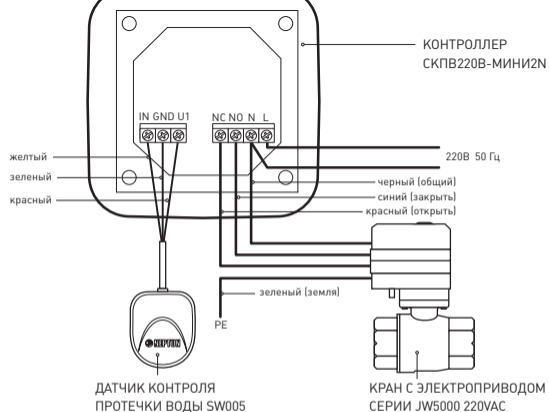 КОНТРОЛЛЕР
СКПВ220В-МИНИ2N
IN GND U1
NC NO N L
желтый
зеленый
красный
220В 50 Гц
черный (общий)
синий (закрыть)
красный (открыть)
зеленый (земля)
PE
NEPTUN
ДАТЧИК КОНТРОЛЯ
ПРОТЕЧКИ ВОДЫ SW005
КРАН С ЭЛЕКТРОПРИВОДОМ
СЕРИИ JW5000 220VAC